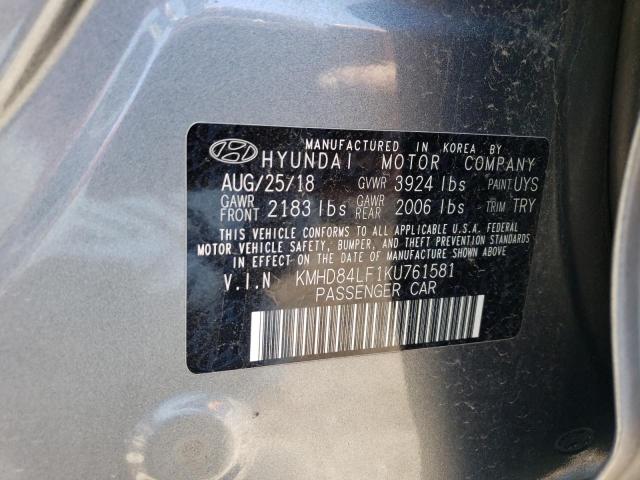 MANUFACTURED IN KOREA BY
HYUNDAI MOTOR COMPANY
AUG/25/18 GVWR 3924 lbs PAINT UYS
GAWR FRONT 2183 lbs GAWR REAR 2006 lbs TRIM TRY
THIS VEHICLE CONFORMS TO ALL APPLICABLE U.S.A. FEDERAL
MOTOR VEHICLE SAFETY, BUMPER, AND THEFT PREVENTION STANDARDS
IN EFFECT ON THE DATE OF MANUFACTURE SHOWN ABOVE
V.I.N KMHD84LF1KU761581
PASSENGER CAR